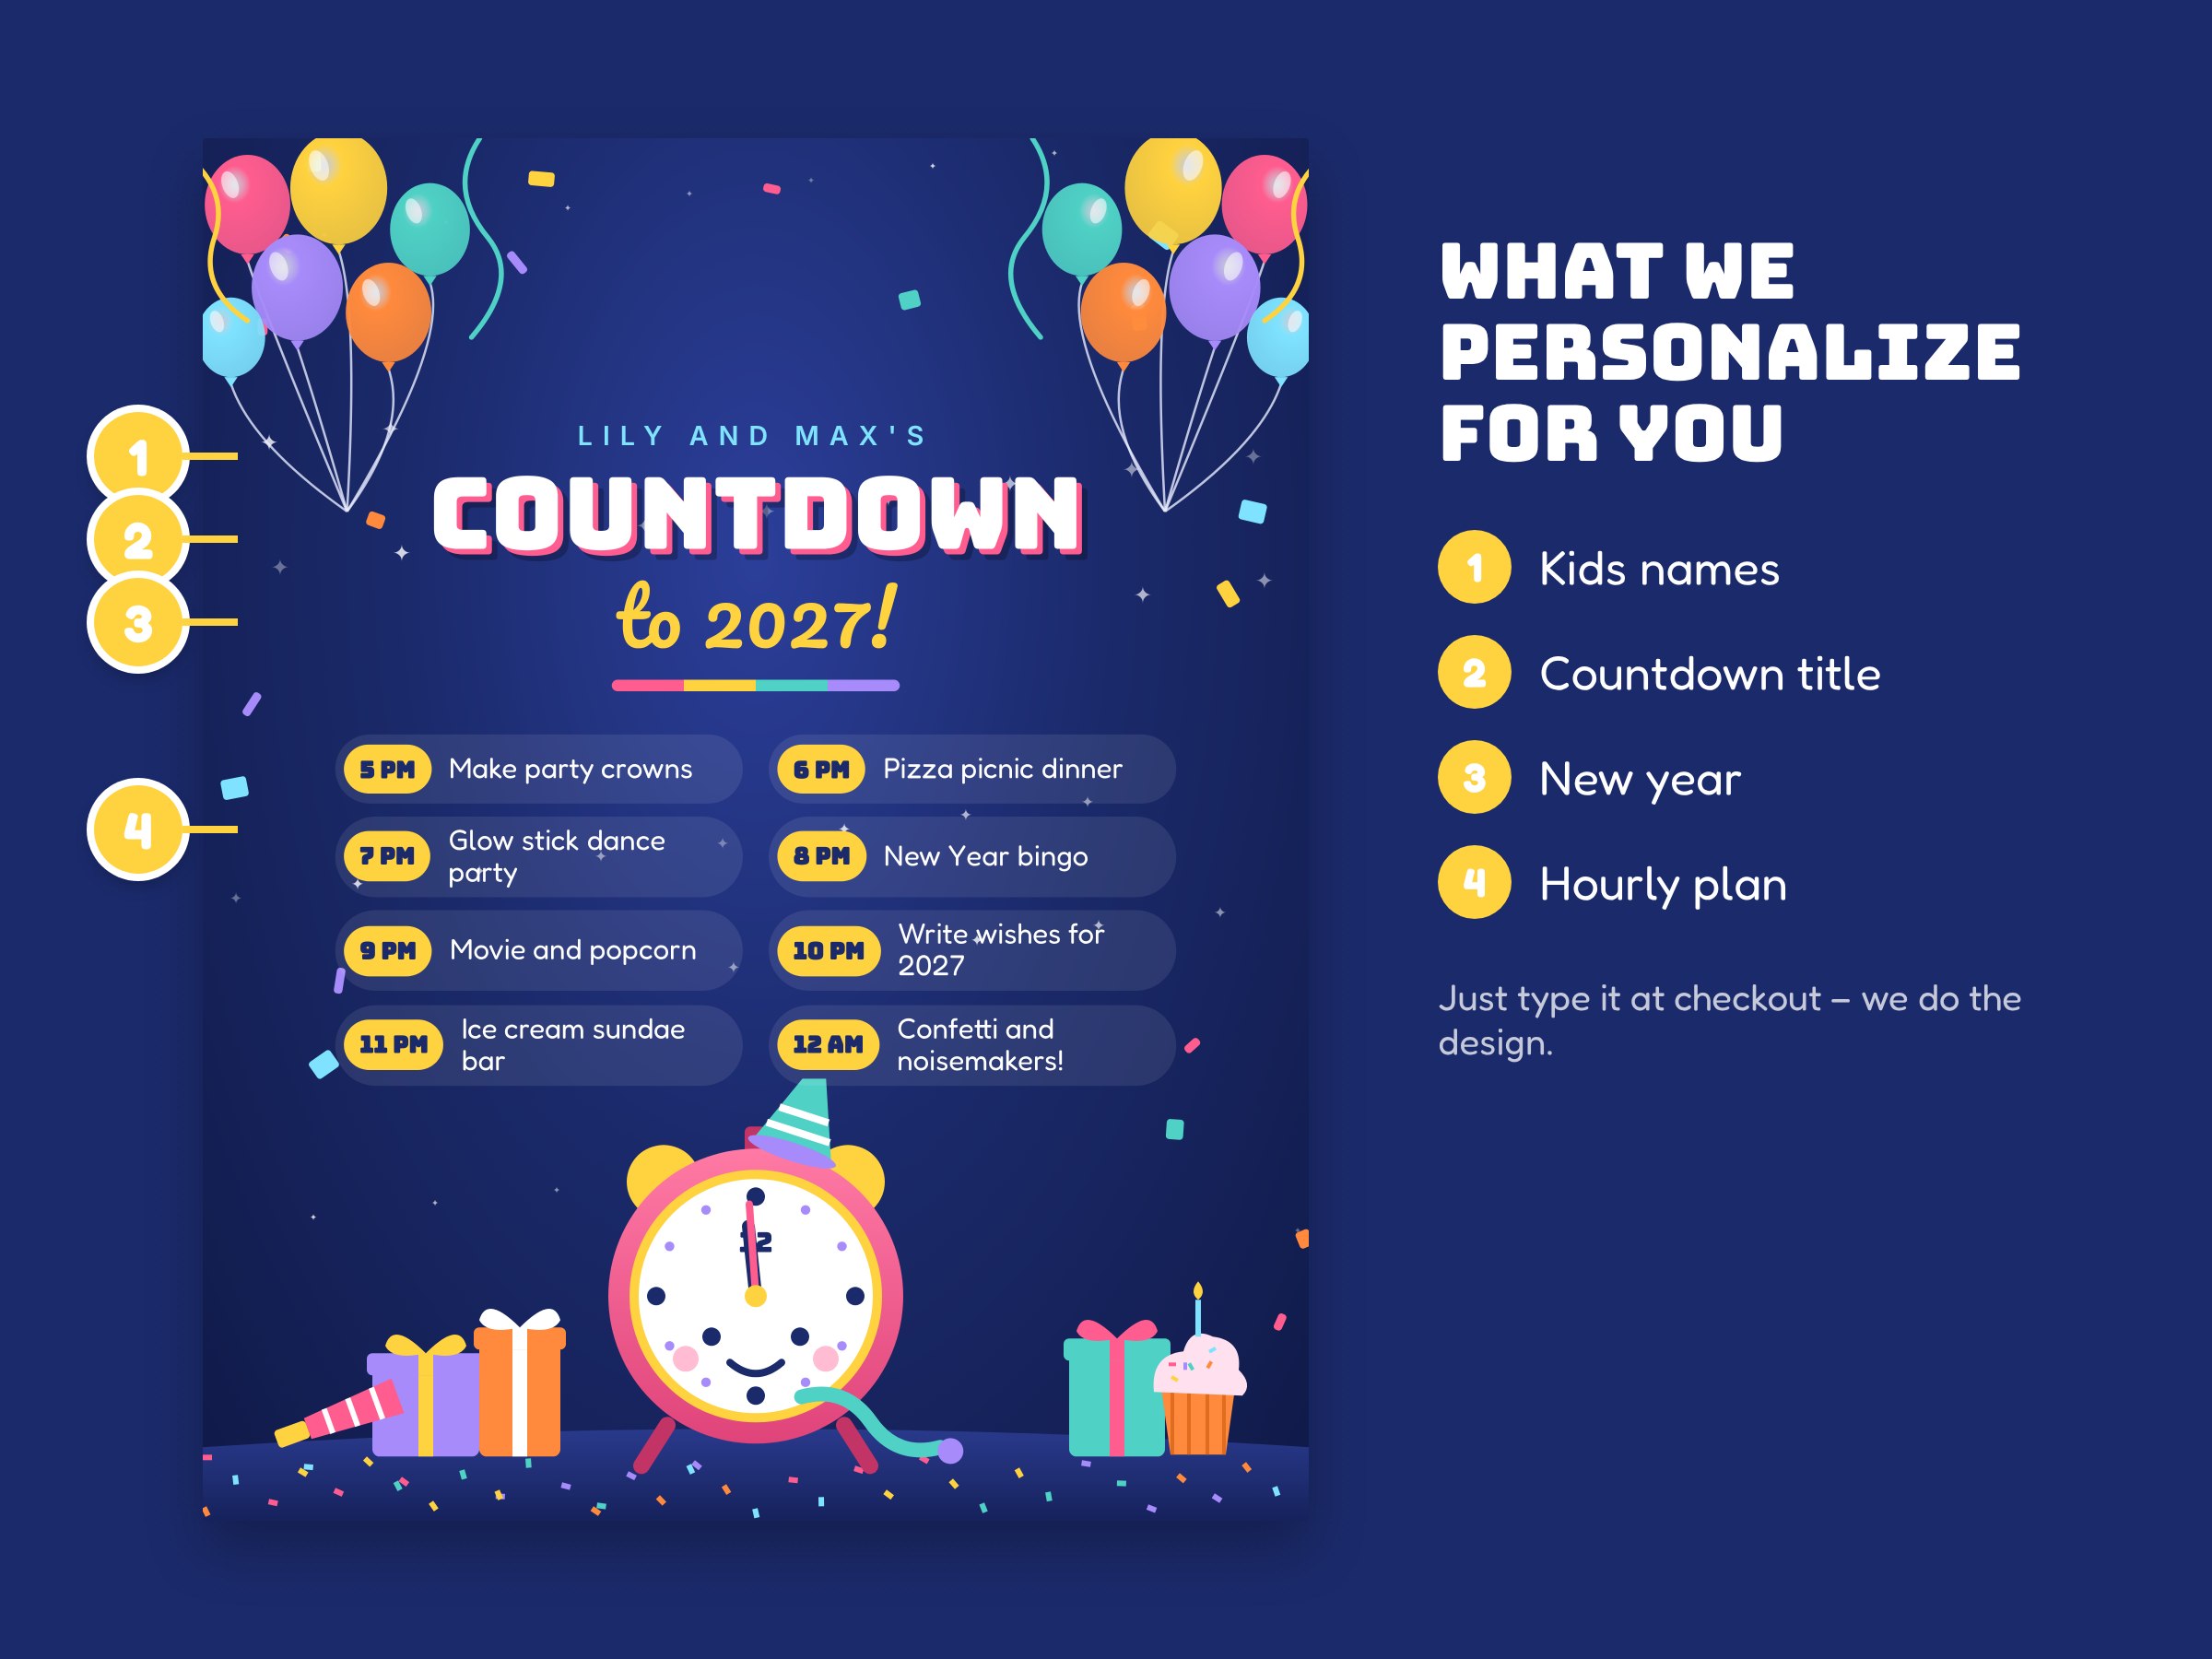 LILY AND MAX'S
COUNTDOWN
to 2027!
5 PM Make party crowns
6 PM Pizza picnic dinner
7 PM Glow stick dance
party
8 PM New Year bingo
9 PM Movie and popcorn
10 PM Write wishes for
2027
11 PM Ice cream sundae
bar
12 AM Confetti and
noisemakers!
12
1
2
3
4
WHAT WE
PERSONALIZE
FOR YOU
1 Kids names
2 Countdown title
3 New year
4 Hourly plan
Just type it at checkout – we do the
design.